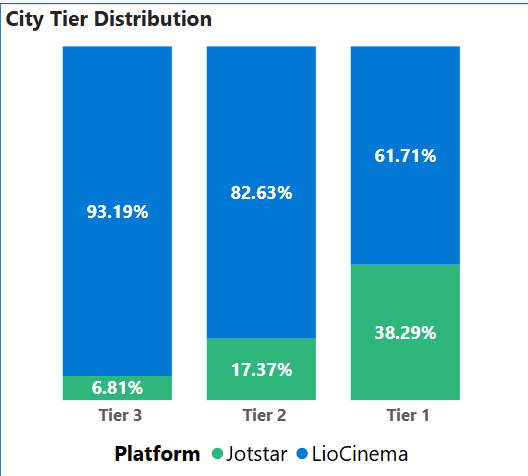 City Tier Distribution
93.19%
82.63%
61.71%
6.81%
17.37%
38.29%
Tier 3
Tier 2
Tier 1
Platform Jotstar LioCinema